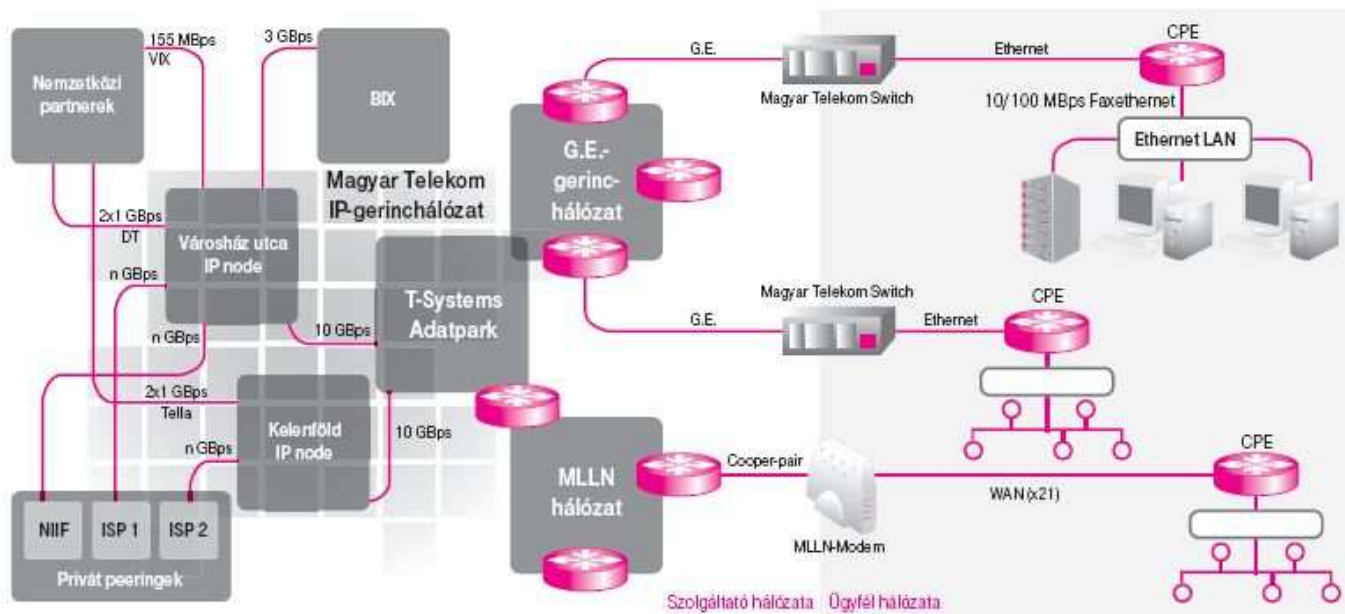 155 MBps
VIX
3 GBps
Nemzetközi
partnerek
BIX
G.E.
Magyar Telekom Switch
Ethernet
CPE
10/100 MBps Faxethernet
Ethernet LAN
G.E.-
gerinc-
hálózat
Magyar Telekom
IP-gerinchálózat
2x1 GBps
DT
Városház utca
IP node
n GBps
n GBps
10 GBps
T-Systems
Adatpark
Magyar Telekom Switch
G.E.
Ethernet
CPE
2x1 GBps
Tella
Kelenföld
IP node
n GBps
10 GBps
MLLN
hálózat
Cooper-pair
MLLN-Modem
WAN (x21)
CPE
NIIF
ISP 1
ISP 2
Privát peeringek
Szolgáltató hálózata
Ügyfél hálózata